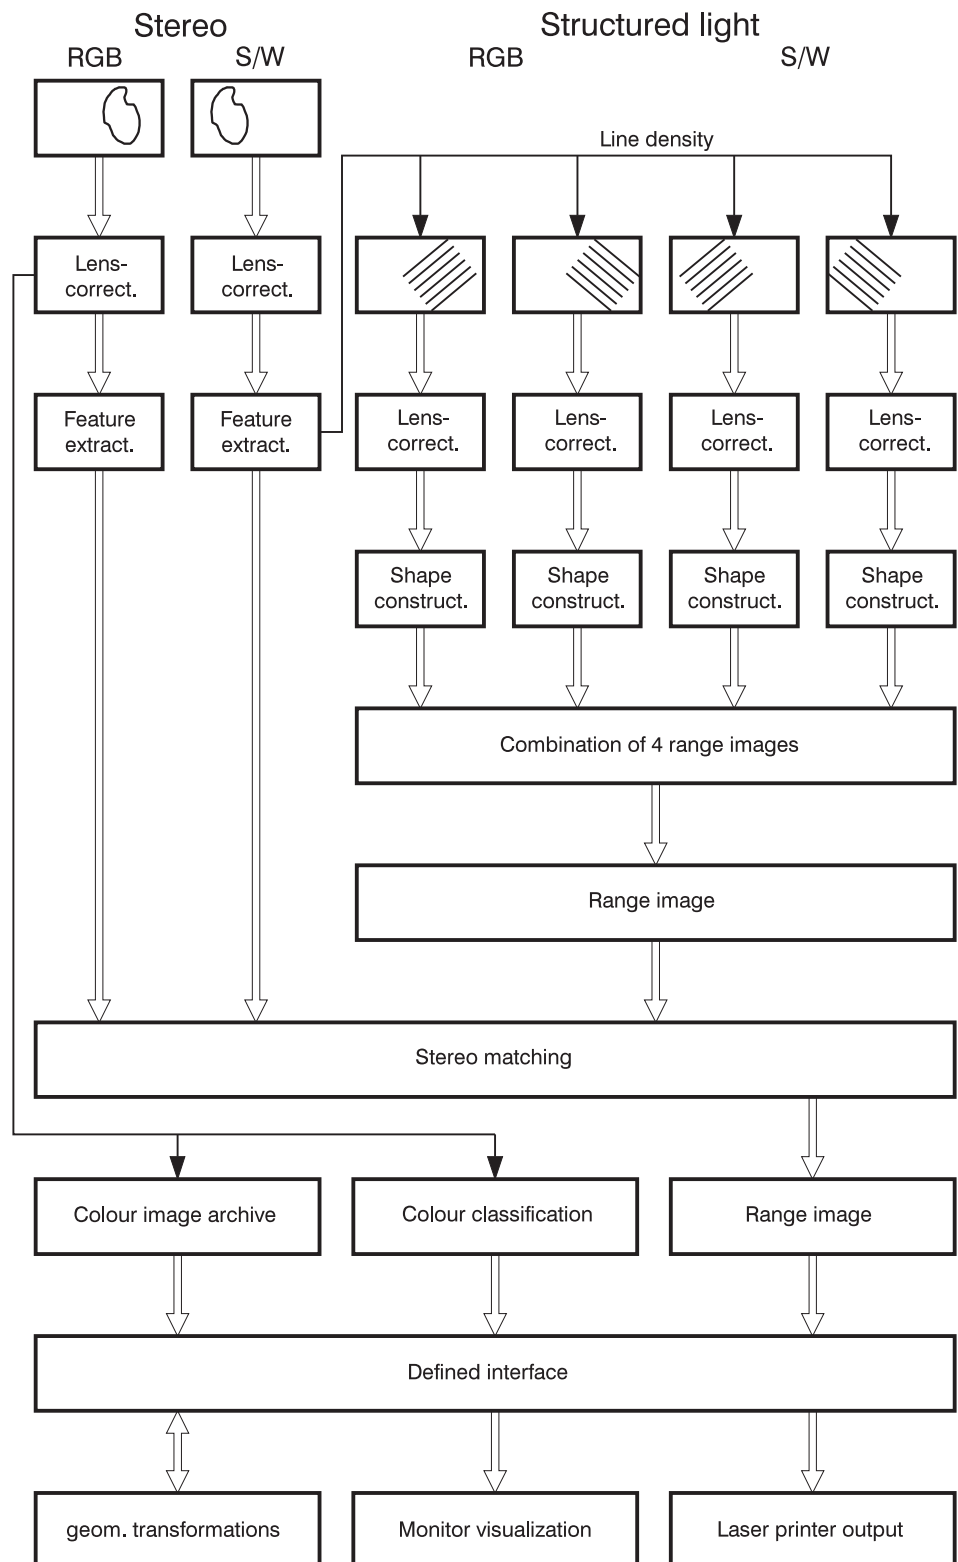 Stereo
Structured light
RGB
S/W
RGB
S/W
Line density
Lens-
correct.
Lens-
correct.
Feature
extract.
Feature
extract.
Lens-
correct.
Lens-
correct.
Lens-
correct.
Lens-
correct.
Shape
construct.
Shape
construct.
Shape
construct.
Shape
construct.
Combination of 4 range images
Range image
Stereo matching
Colour image archive
Colour classification
Range image
Defined interface
geom. transformations
Monitor visualization
Laser printer output